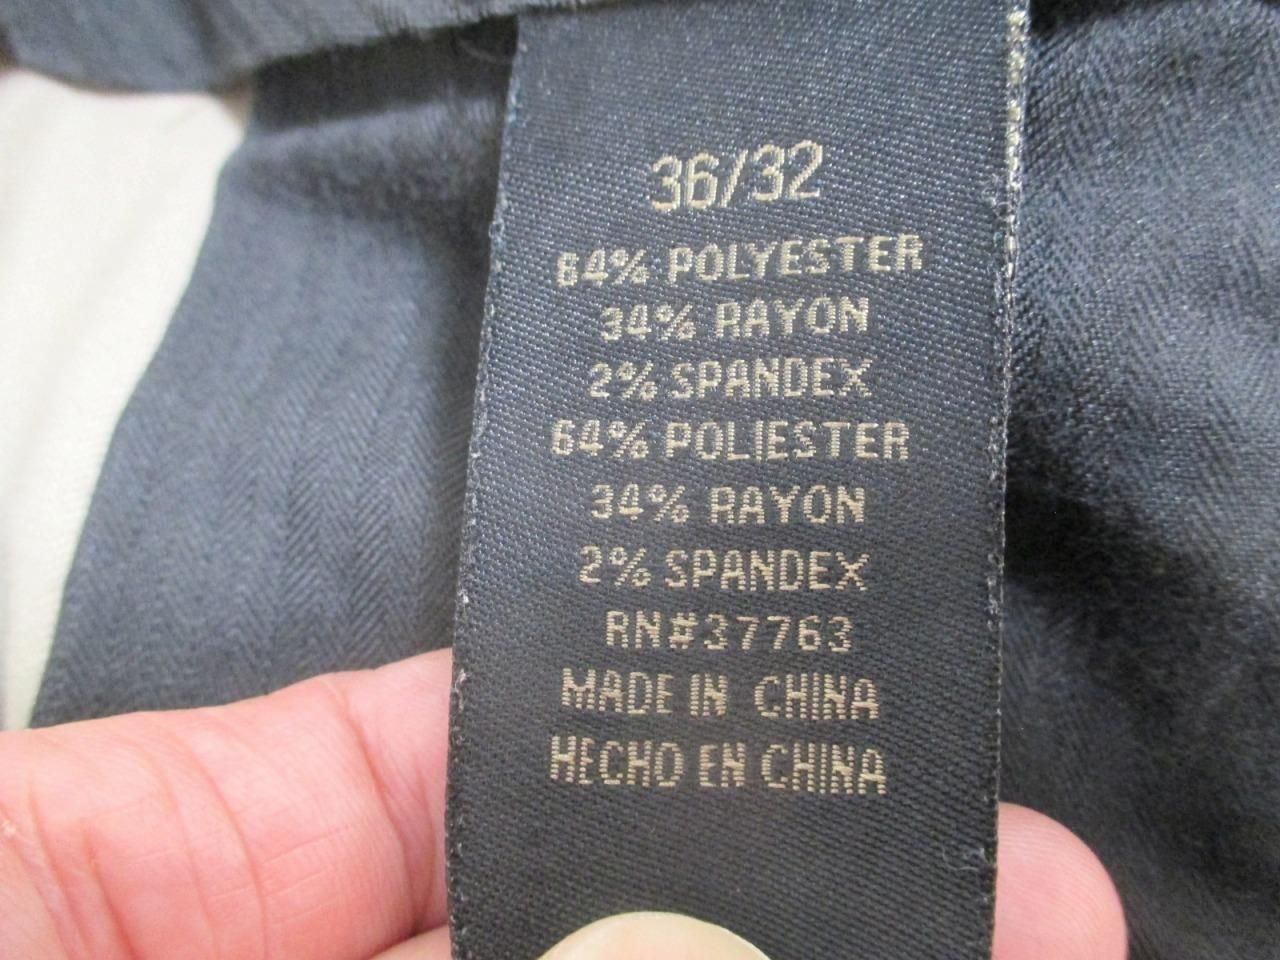 36/32
64% POLYESTER
34% RAYON
2% SPANDEX
64% POLIESTER
34% RAYON
2% SPANDEX
RN#37763
MADE IN CHINA
HECHO EN CHINA